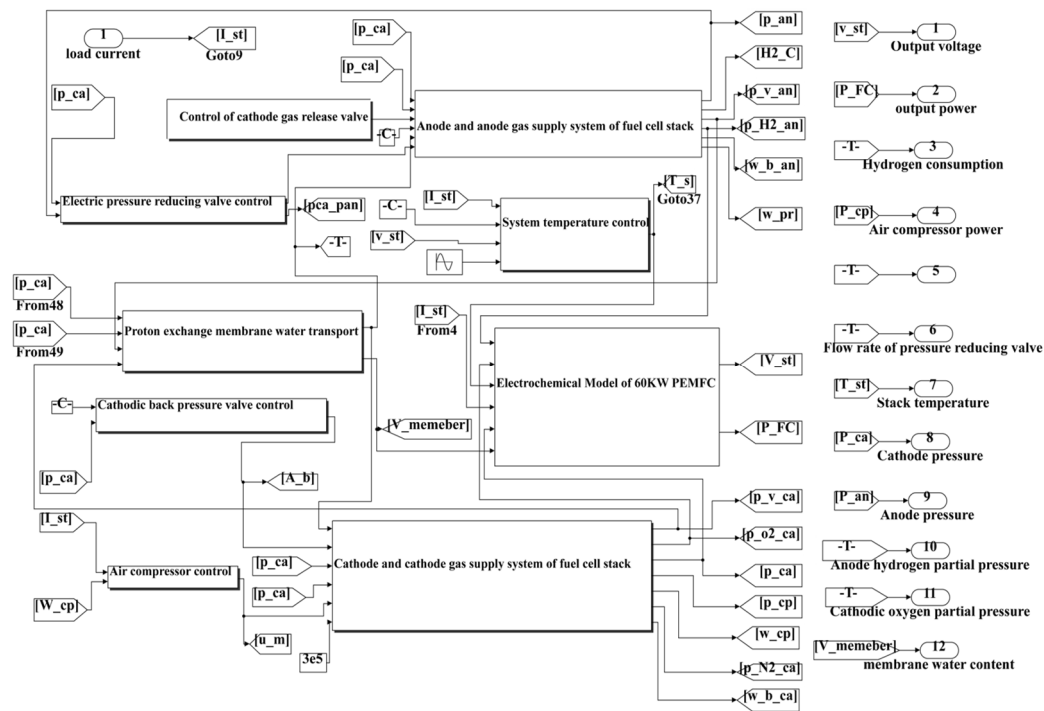 1
load current
[I_st]
Goto9
[p_ca]
[p_ca]
[p_ca]
Control of cathode gas release valve
-C-
Anode and anode gas supply system of fuel cell stack
[p_an]
[H2_C]
[p_v_an]
[p_H2_an]
[w_b_an]
[w_pr]
Electric pressure reducing valve control
[pca_pan]
-T-
[I_st]
-C-
[v_st]
System temperature control
[T_s]
Goto37
[p_ca]
From48
[p_ca]
From49
Proton exchange membrane water transport
[I_st]
From4
Electrochemical Model of 60KW PEMFC
[V_st]
[P_FC]
-C-
Cathodic back pressure valve control
[p_ca]
[V_memeber]
[A_b]
[I_st]
[W_cp]
Air compressor control
[u_m]
[p_ca]
[p_ca]
3e5
Cathode and cathode gas supply system of fuel cell stack
[p_v_ca]
[p_o2_ca]
[p_ca]
[p_cp]
[w_cp]
[p_N2_ca]
[w_b_ca]
[v_st]
1
Output voltage
[P_FC]
2
output power
-T-
3
Hydrogen consumption
[P_cp]
4
Air compressor power
-T-
5
-T-
6
Flow rate of pressure reducing valve
[T_st]
7
Stack temperature
[P_ca]
8
Cathode pressure
[P_an]
9
Anode pressure
-T-
10
Anode hydrogen partial pressure
-T-
11
Cathodic oxygen partial pressure
[V_memeber]
12
membrane water content